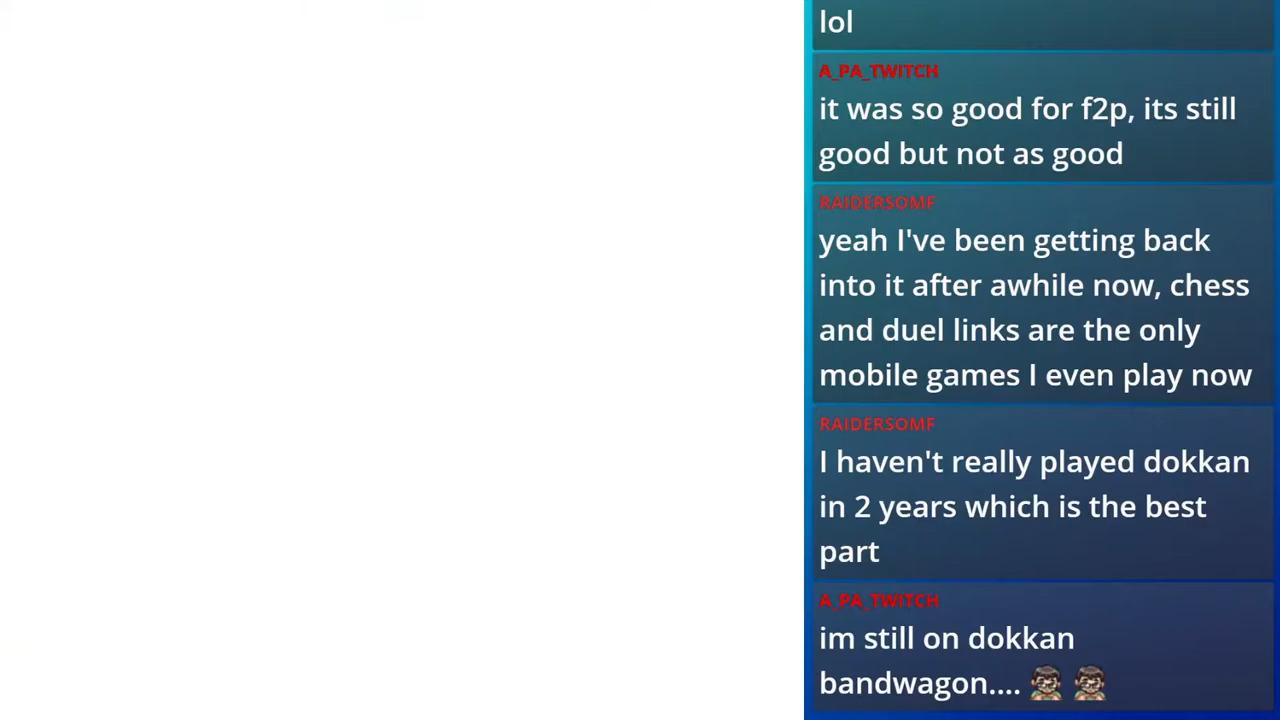 lol
A_PA_TWITCH
it was so good for f2p, its still
good but not as good
RAIDERSOMF
yeah I've been getting back
into it after awhile now, chess
and duel links are the only
mobile games I even play now
RAIDERSOMF
I haven't really played dokkan
in 2 years which is the best
part
A_PA_TWITCH
im still on dokkan
bandwagon....